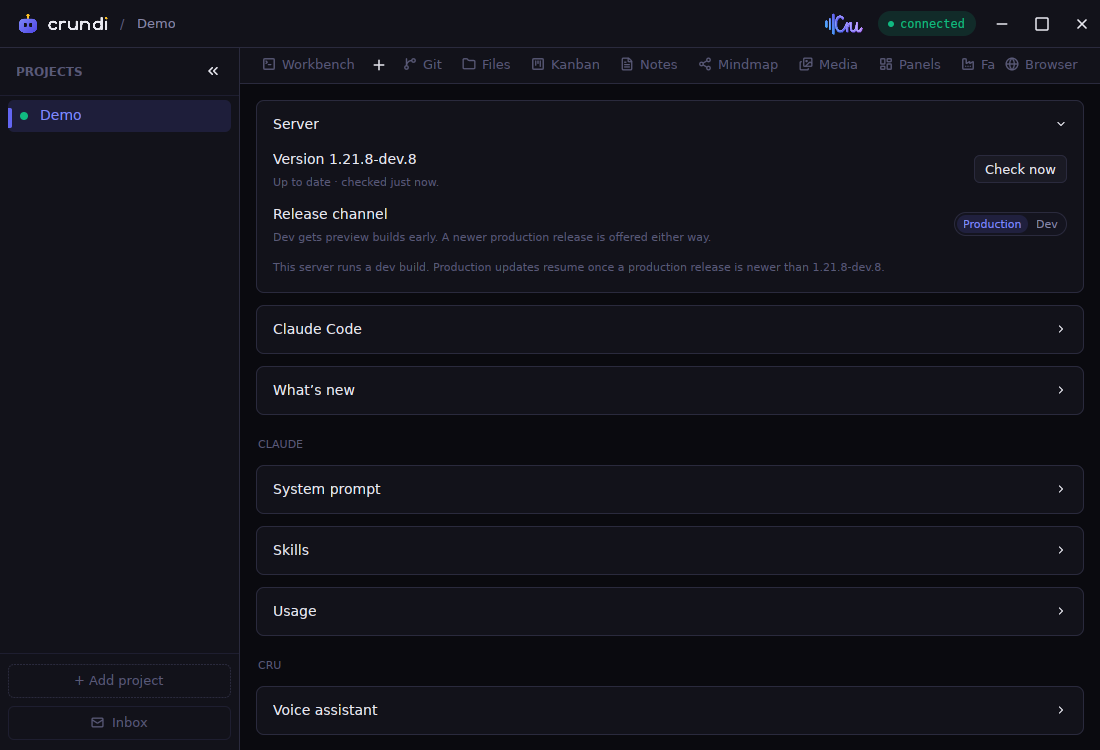 crundi / Demo
Cru
connected
PROJECTS
Demo
+ Add project
Inbox
Workbench + Git Files Kanban Notes Mindmap Media Panels Fa Browser
Server
Version 1.21.8-dev.8
Up to date · checked just now.
Check now
Release channel
Dev gets preview builds early. A newer production release is offered either way.
Production Dev
This server runs a dev build. Production updates resume once a production release is newer than 1.21.8-dev.8.
Claude Code
What’s new
CLAUDE
System prompt
Skills
Usage
CRU
Voice assistant